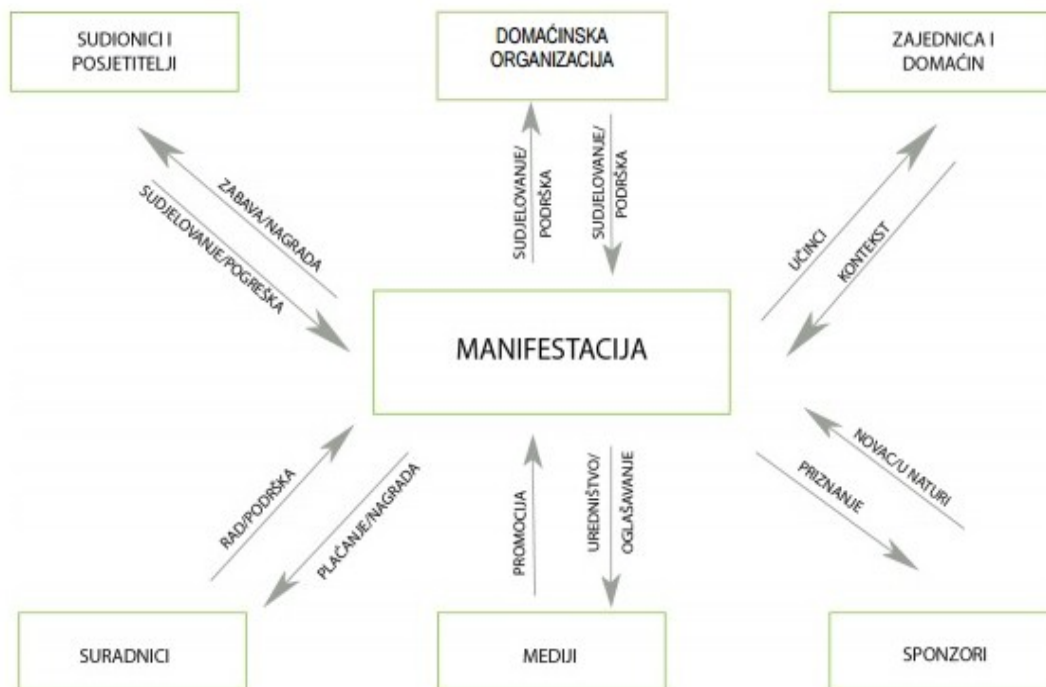 SUDIONICI I
POSJETITELJI
DOMAĆINSKA
ORGANIZACIJA
ZAJEDNICA I
DOMAĆIN
ZABAVA/NAGRADA
SUDJELOVANJE/POGREŠKA
SUDJELOVANJE/
PODRŠKA
SUDJELOVANJE/
PODRŠKA
UČINCI
KONTEKST
MANIFESTACIJA
RAD/PODRŠKA
PLAĆANJE/NAGRADA
PROMOCIJA
UREDNIŠTVO/
OGLAŠAVANJE
NOVAC/U NATURI
PRIZNANJE
SURADNICI
MEDIJI
SPONZORI